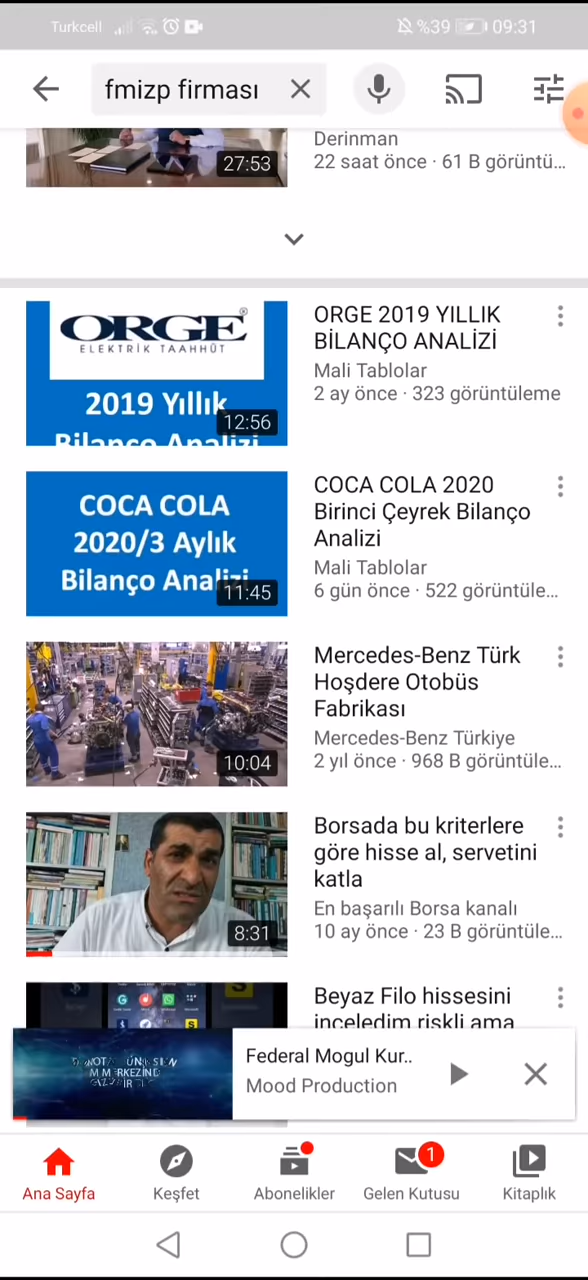 Turkcell %39 09:31
fmizp firması
27:53
Derinman
22 saat önce · 61 B görüntü...
ORGE®
ELEKTRİK TAAHHÜT
2019 Yıllık
Bilanço Analizi
12:56
ORGE 2019 YILLIK
BİLANÇO ANALİZİ
Mali Tablolar
2 ay önce · 323 görüntüleme
COCA COLA
2020/3 Aylık
Bilanço Analizi
11:45
COCA COLA 2020
Birinci Çeyrek Bilanço
Analizi
Mali Tablolar
6 gün önce · 522 görüntüle...
10:04
Mercedes-Benz Türk
Hoşdere Otobüs
Fabrikası
Mercedes-Benz Türkiye
2 yıl önce · 968 B görüntüle...
8:31
Borsada bu kriterlere
göre hisse al, servetini
katla
En başarılı Borsa kanalı
10 ay önce · 23 B görüntüle...
Beyaz Filo hissesini
inceledim riskli ama
Federal Mogul Kur..
Mood Production
Ana Sayfa
Keşfet
Abonelikler
1
Gelen Kutusu
Kitaplık